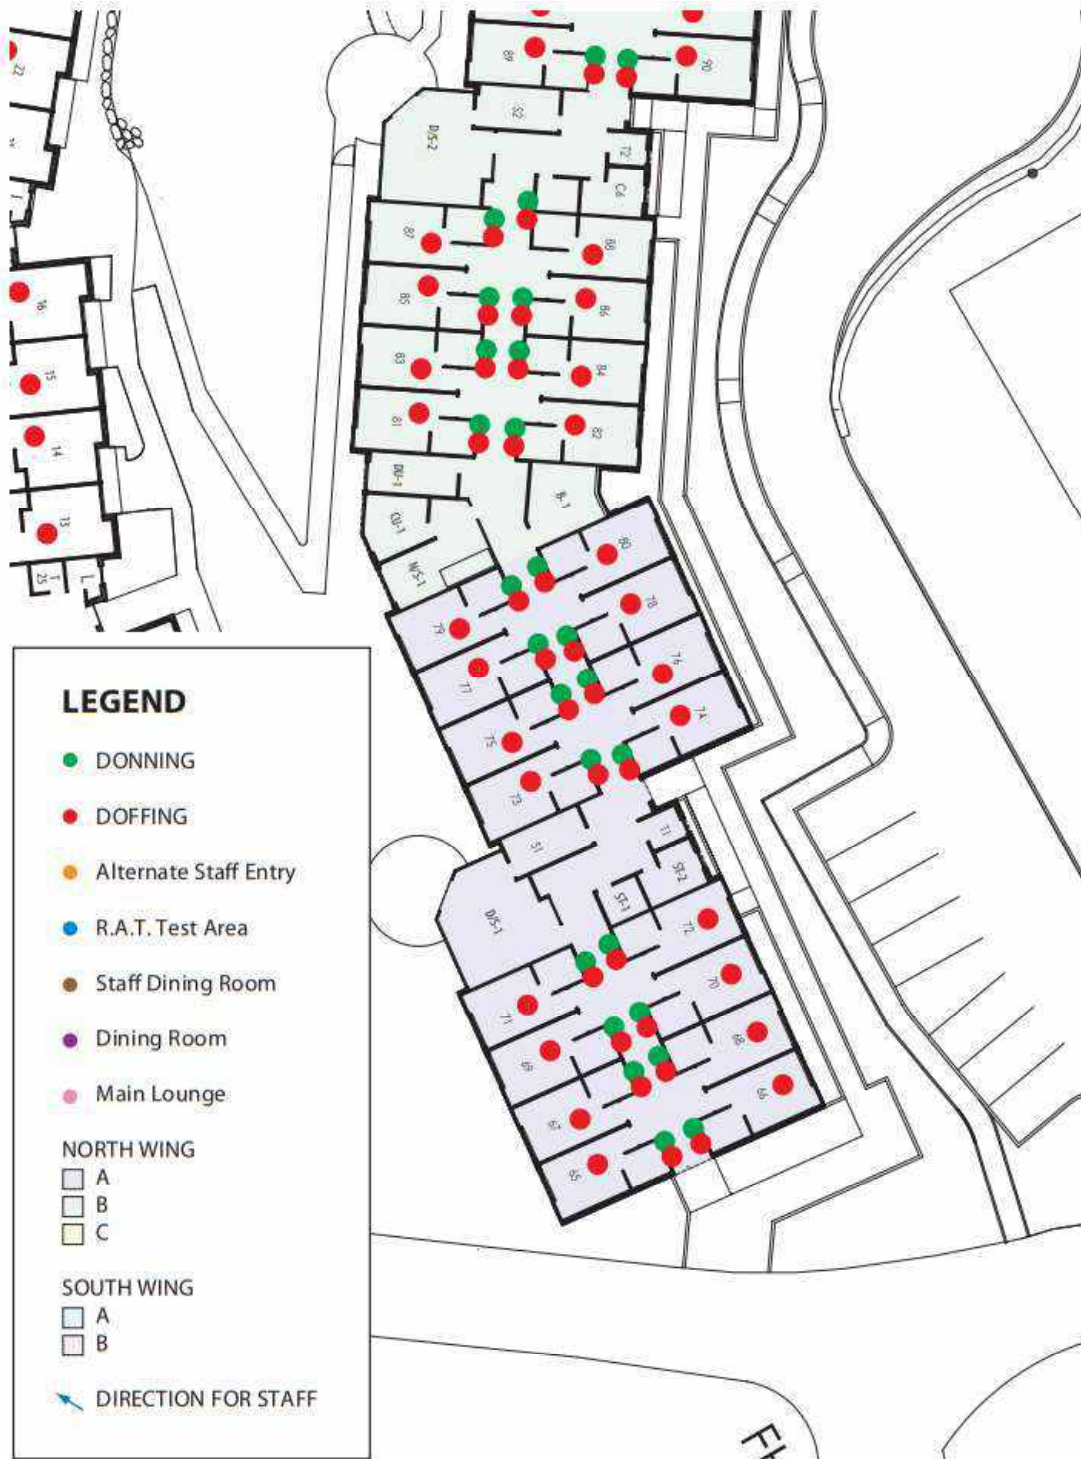 22
89
90
S2
D/S-2
T2
C6
87
88
85
86
16
83
84
15
81
82
14
DU-1
B-1
13
CU-1
80
N/S-1
T
25
L
79
78
77
76
74
75
73
S1
T1
ST-2
ST-1
D/S-1
72
71
70
69
68
67
66
65
LEGEND
DONNING
DOFFING
Alternate Staff Entry
R.A.T. Test Area
Staff Dining Room
Dining Room
Main Lounge
NORTH WING
A
B
C
SOUTH WING
A
B
DIRECTION FOR STAFF